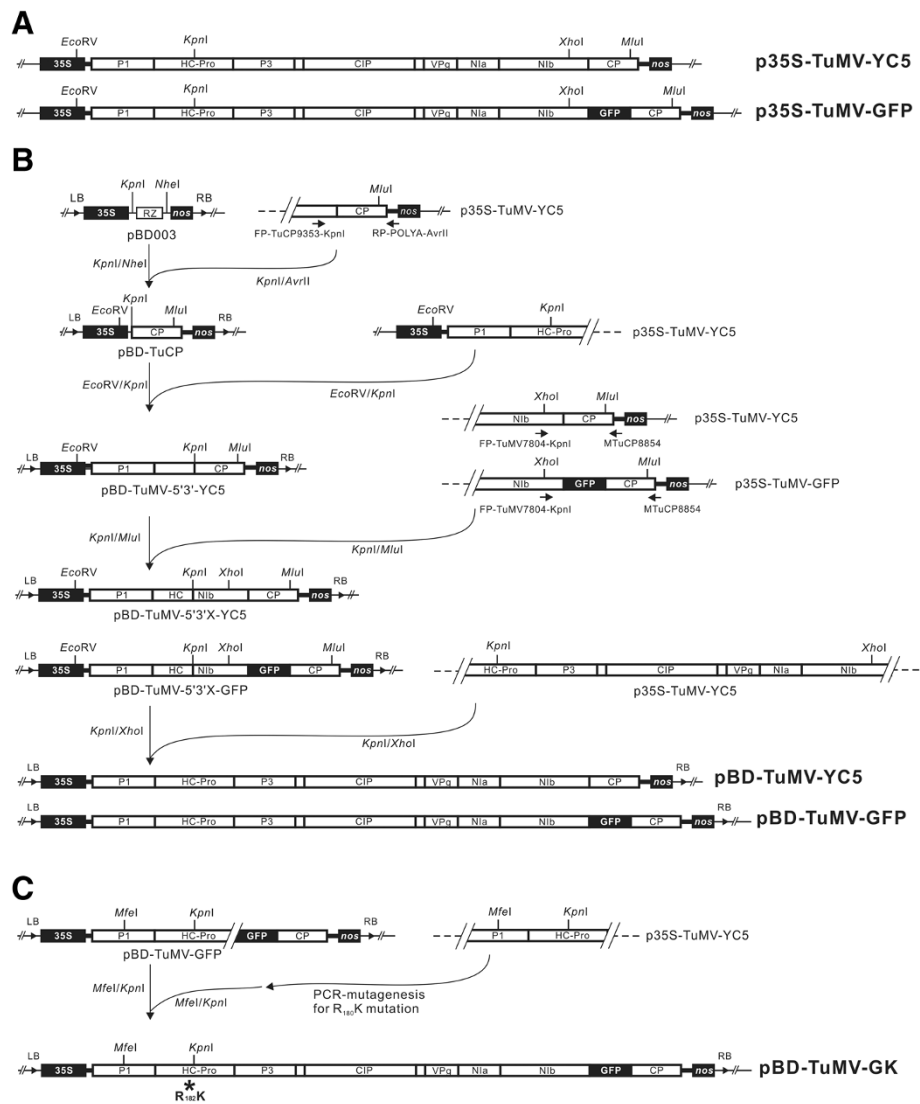 A
EcoRV KpnI XhoI MluI
35S P1 HC-Pro P3 CIP VPg NIa NIb CP nos p35S-TuMV-YC5
EcoRV KpnI XhoI MluI
35S P1 HC-Pro P3 CIP VPg NIa NIb GFP CP nos p35S-TuMV-GFP
B
KpnI NheI MluI
LB RB
35S RZ nos CP nos p35S-TuMV-YC5
pBD003 FP-TuCP9353-KpnI RP-POLYA-AvrII
KpnI/NheI KpnI/AvrII
KpnI
LB EcoRV MluI RB EcoRV KpnI
35S CP nos 35S P1 HC-Pro p35S-TuMV-YC5
pBD-TuCP
EcoRV/KpnI EcoRV/KpnI
XhoI MluI
NIb CP nos p35S-TuMV-YC5
FP-TuMV7804-KpnI MTuCP8854
LB EcoRV KpnI MluI RB
35S P1 CP nos
pBD-TuMV-5'3'-YC5
XhoI MluI
NIb GFP CP nos p35S-TuMV-GFP
FP-TuMV7804-KpnI MTuCP8854
KpnI/MluI KpnI/MluI
LB EcoRV KpnI XhoI MluI RB
35S P1 HC NIb CP nos
pBD-TuMV-5'3'X-YC5
LB EcoRV KpnI XhoI MluI RB
35S P1 HC NIb GFP CP nos
pBD-TuMV-5'3'X-GFP
KpnI XhoI
HC-Pro P3 CIP VPg NIa NIb
p35S-TuMV-YC5
KpnI/XhoI KpnI/XhoI
LB RB
35S P1 HC-Pro P3 CIP VPg NIa NIb CP nos pBD-TuMV-YC5
LB RB
35S P1 HC-Pro P3 CIP VPg NIa NIb GFP CP nos pBD-TuMV-GFP
C
LB MfeI KpnI RB MfeI KpnI
35S P1 HC-Pro GFP CP nos P1 HC-Pro p35S-TuMV-YC5
pBD-TuMV-GFP
MfeI/KpnI MfeI/KpnI
PCR-mutagenesis
for R₁₈₀K mutation
LB MfeI KpnI RB
35S P1 HC-Pro P3 CIP VPg NIa NIb GFP CP nos pBD-TuMV-GK
*
R₁₈₂K